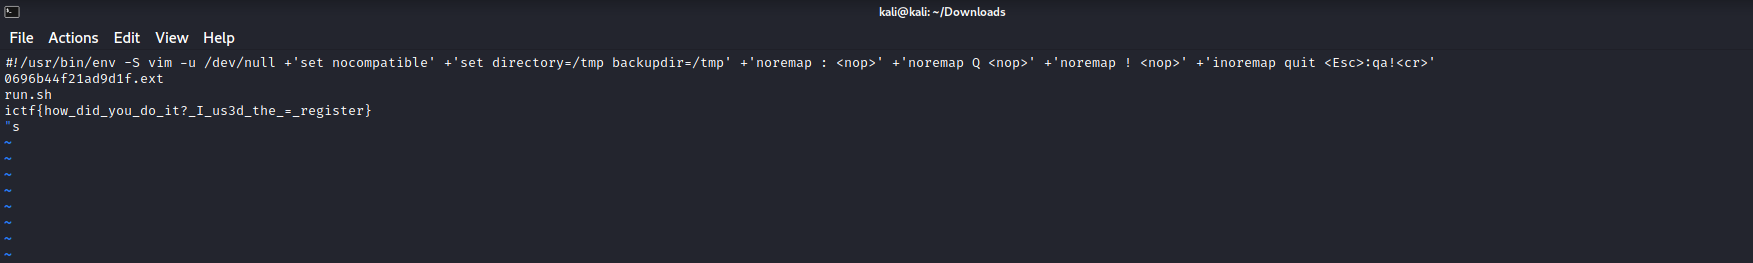 kali@kali: ~/Downloads
File Actions Edit View Help
#!/usr/bin/env -S vim -u /dev/null +'set nocompatible' +'set directory=/tmp backupdir=/tmp' +'noremap : <nop>' +'noremap Q <nop>' +'noremap ! <nop>' +'inoremap quit <Esc>:qa!<cr>'
0696b44f21ad9d1f.ext
run.sh
ictf{how_did_you_do_it?_I_us3d_the_=_register}
"s
~
~
~
~
~
~
~
~